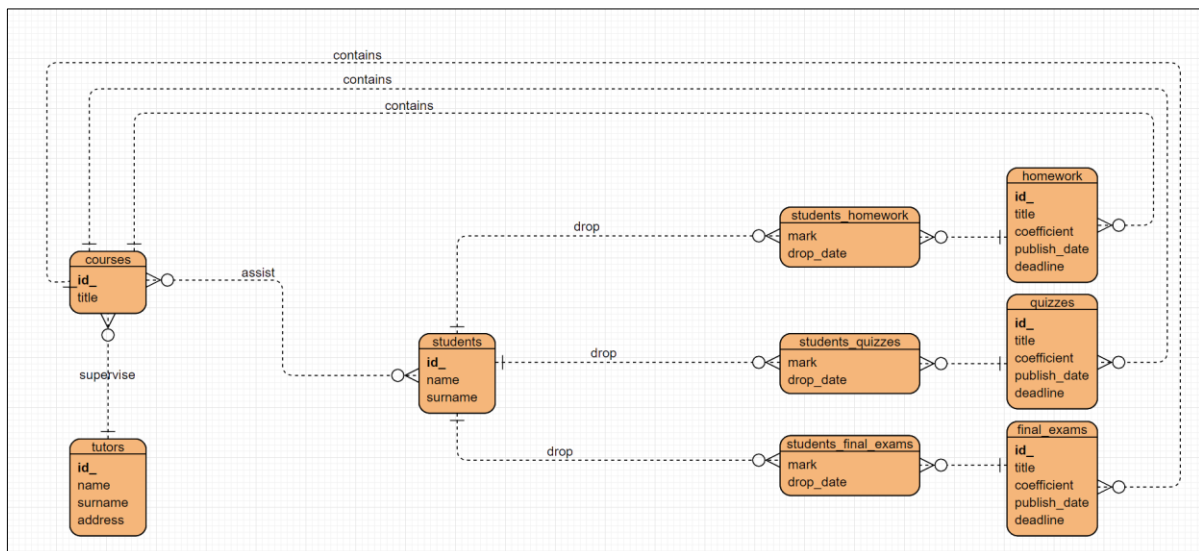 contains
contains
contains
homework
id_
title
coefficient
publish_date
deadline
students_homework
mark
drop_date
drop
courses
id_
title
assist
quizzes
id_
title
coefficient
publish_date
deadline
students
id_
name
surname
students_quizzes
mark
drop_date
drop
supervise
final_exams
id_
title
coefficient
publish_date
deadline
tutors
id_
name
surname
address
students_final_exams
mark
drop_date
drop